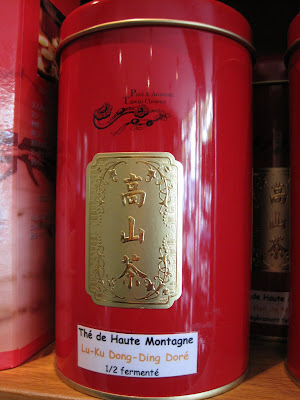 高
山
茶
Thé de Haute Montagne
Lu-Ku Dong-Ding Doré
1/2 fermenté